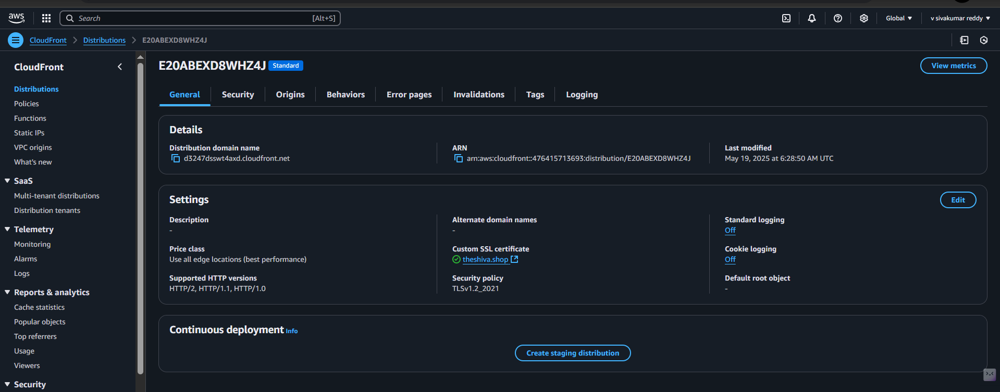 aws
Search [Alt+S]
Global
v sivakumar reddy
CloudFront
Distributions
E20ABEXD8WHZ4J
CloudFront
Distributions
Policies
Functions
Static IPs
VPC origins
What's new
SaaS
Multi-tenant distributions
Distribution tenants
Telemetry
Monitoring
Alarms
Logs
Reports & analytics
Cache statistics
Popular objects
Top referrers
Usage
Viewers
Security
E20ABEXD8WHZ4J Standard
View metrics
General
Security
Origins
Behaviors
Error pages
Invalidations
Tags
Logging
Details
Distribution domain name
d3247dsswt4axd.cloudfront.net
ARN
arn:aws:cloudfront::476415713693:distribution/E20ABEXD8WHZ4J
Last modified
May 19, 2025 at 6:28:50 AM UTC
Settings
Edit
Description
-
Price class
Use all edge locations (best performance)
Supported HTTP versions
HTTP/2, HTTP/1.1, HTTP/1.0
Alternate domain names
-
Custom SSL certificate
theshiva.shop
Security policy
TLSv1.2_2021
Standard logging
Off
Cookie logging
Off
Default root object
-
Continuous deployment Info
Create staging distribution